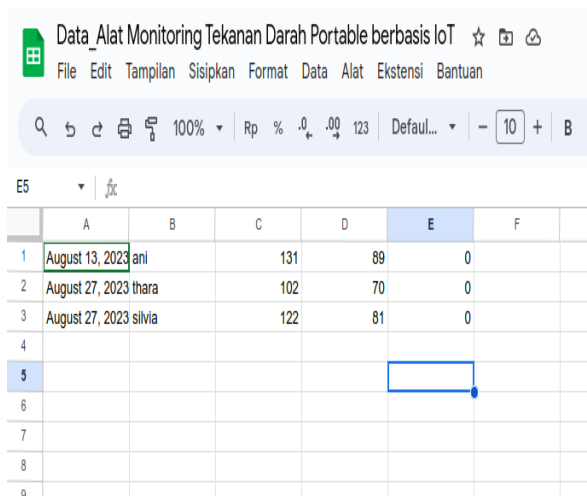 Data_Alat Monitoring Tekanan Darah Portable berbasis IoT
File Edit Tampilan Sisipkan Format Data Alat Ekstensi Bantuan
100% Rp % .0 .00 123 Defaul... − 10 + B
E5 fx
A B C D E F
1 August 13, 2023 ani 131 89 0
2 August 27, 2023 thara 102 70 0
3 August 27, 2023 silvia 122 81 0
4
5
6
7
8
9